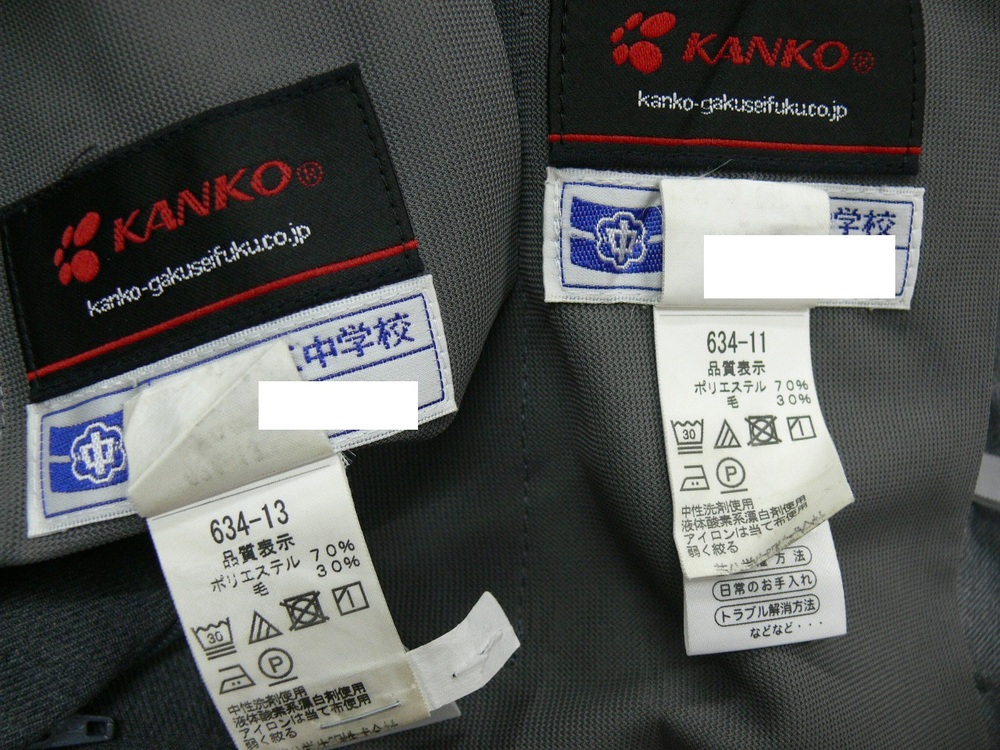 KANKO®
kanko-gakuseifuku.co.jp
中学校
中
634-13
品質表示
ポリエステル 70%
毛 30%
30
P
中性洗剤使用
液体酸素系漂白剤使用
アイロンは当て布使用
KANKO®
kanko-gakuseifuku.co.jp
学校
中
634-11
品質表示
ポリエステル 70%
毛 30%
30
P
中性洗剤使用
液体酸素系漂白剤使用
アイロンは当て布使用
弱く絞る
方法
日常のお手入れ
トラブル解消方法
などなど・・・